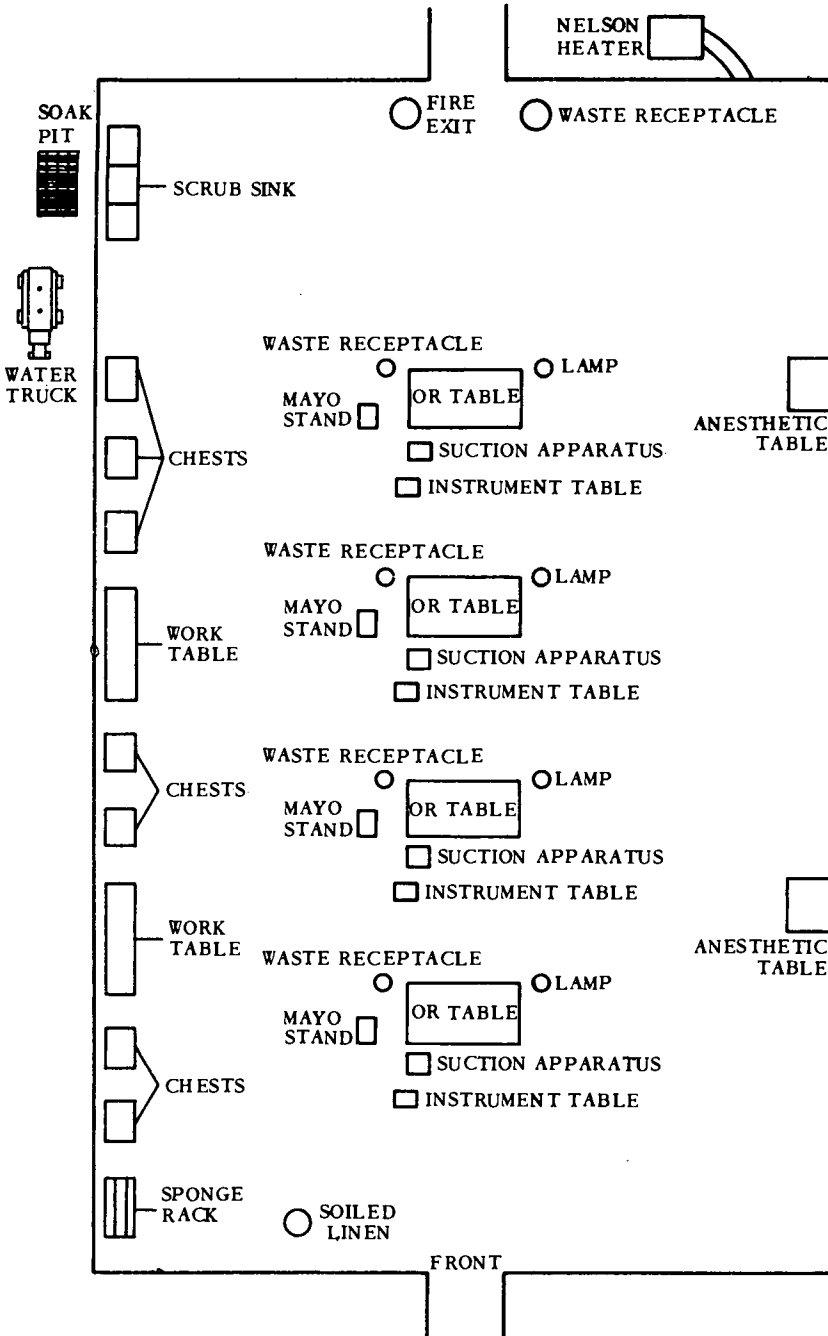 NELSON
HEATER
SOAK
PIT
FIRE
EXIT
WASTE RECEPTACLE
SCRUB SINK
WATER
TRUCK
WASTE RECEPTACLE
LAMP
MAYO
STAND
OR TABLE
ANESTHETIC
TABLE
SUCTION APPARATUS
CHESTS
INSTRUMENT TABLE
WASTE RECEPTACLE
LAMP
MAYO
STAND
OR TABLE
WORK
TABLE
SUCTION APPARATUS
INSTRUMENT TABLE
WASTE RECEPTACLE
LAMP
CHESTS
MAYO
STAND
OR TABLE
SUCTION APPARATUS
INSTRUMENT TABLE
WORK
TABLE
ANESTHETIC
TABLE
WASTE RECEPTACLE
LAMP
MAYO
STAND
OR TABLE
SUCTION APPARATUS
CHESTS
INSTRUMENT TABLE
SPONGE
RACK
SOILED
LINEN
FRONT